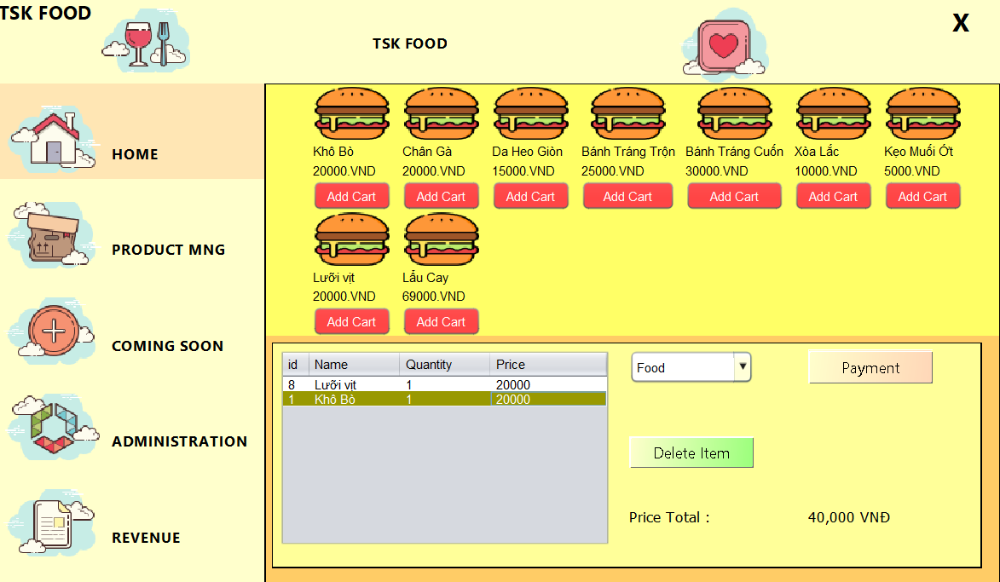 TSK FOOD
TSK FOOD
X
HOME
PRODUCT MNG
COMING SOON
ADMINISTRATION
REVENUE
Khô Bò Chân Gà Da Heo Giòn Bánh Tráng Trộn Bánh Tráng Cuốn Xòa Lắc Kẹo Muối Ớt
20000.VND 20000.VND 15000.VND 25000.VND 30000.VND 10000.VND 5000.VND
Add Cart Add Cart Add Cart Add Cart Add Cart Add Cart Add Cart
Lưỡi vịt Lẩu Cay
20000.VND 69000.VND
Add Cart Add Cart
id Name Quantity Price
8 Lưỡi vịt 1 20000
1 Khô Bò 1 20000
Food
Payment
Delete Item
Price Total : 40,000 VNĐ